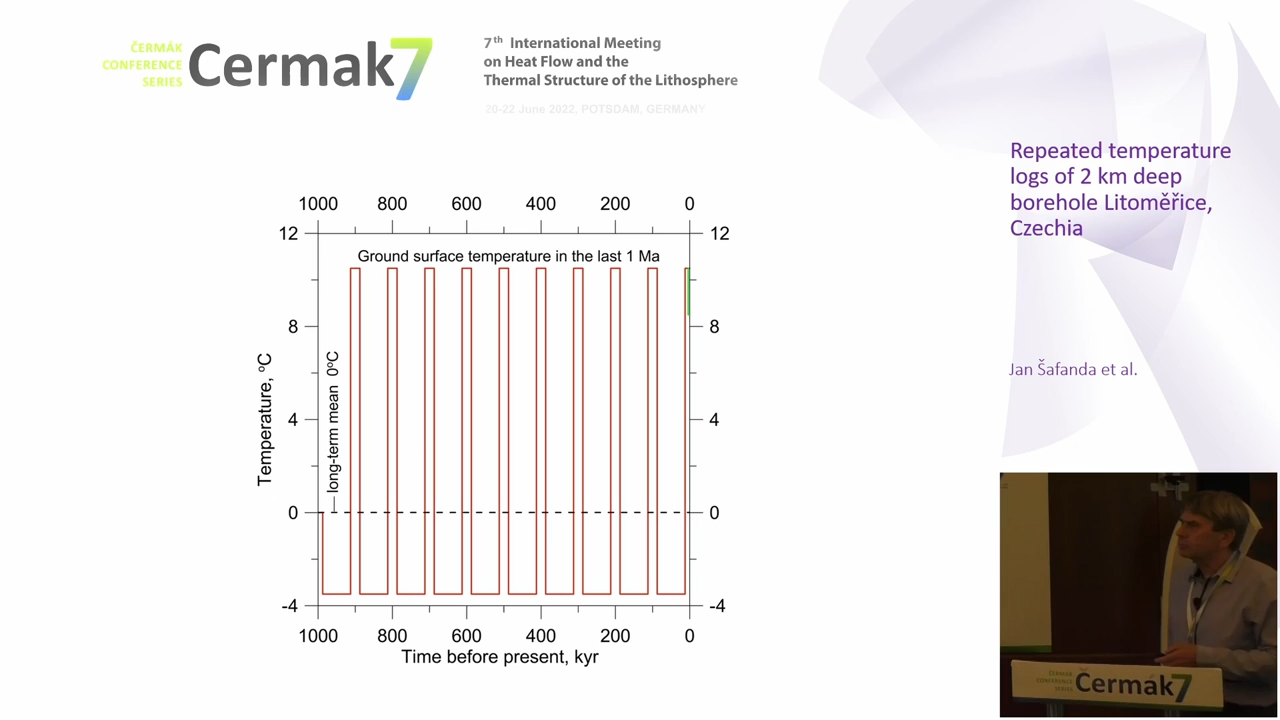 ČERMÁK
CONFERENCE
SERIES
Cermak7
7th International Meeting
on Heat Flow and the
Thermal Structure of the Lithosphere
20-22 June 2022, POTSDAM, GERMANY
Repeated temperature
logs of 2 km deep
borehole Litoměřice,
Czechia
Jan Šafanda et al.
1000 800 600 400 200 0
12 12
Ground surface temperature in the last 1 Ma
8 8
4 4
0 0
-4 -4
Temperature, °C
long-term mean 0°C
1000 800 600 400 200 0
Time before present, kyr
ČERMÁK
CONFERENCE
SERIES
Čermák7